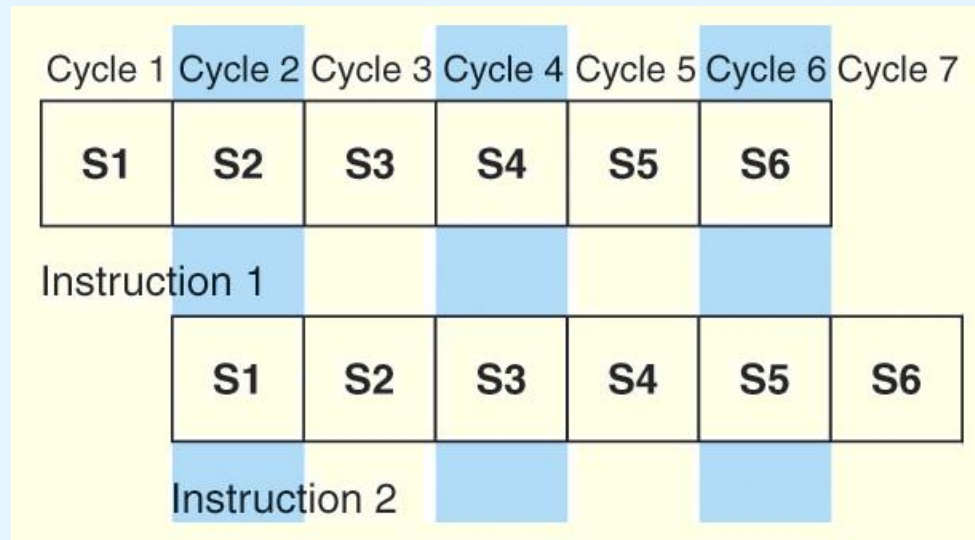 Cycle 1 Cycle 2 Cycle 3 Cycle 4 Cycle 5 Cycle 6 Cycle 7
S1 S2 S3 S4 S5 S6
Instruction 1
S1 S2 S3 S4 S5 S6
Instruction 2